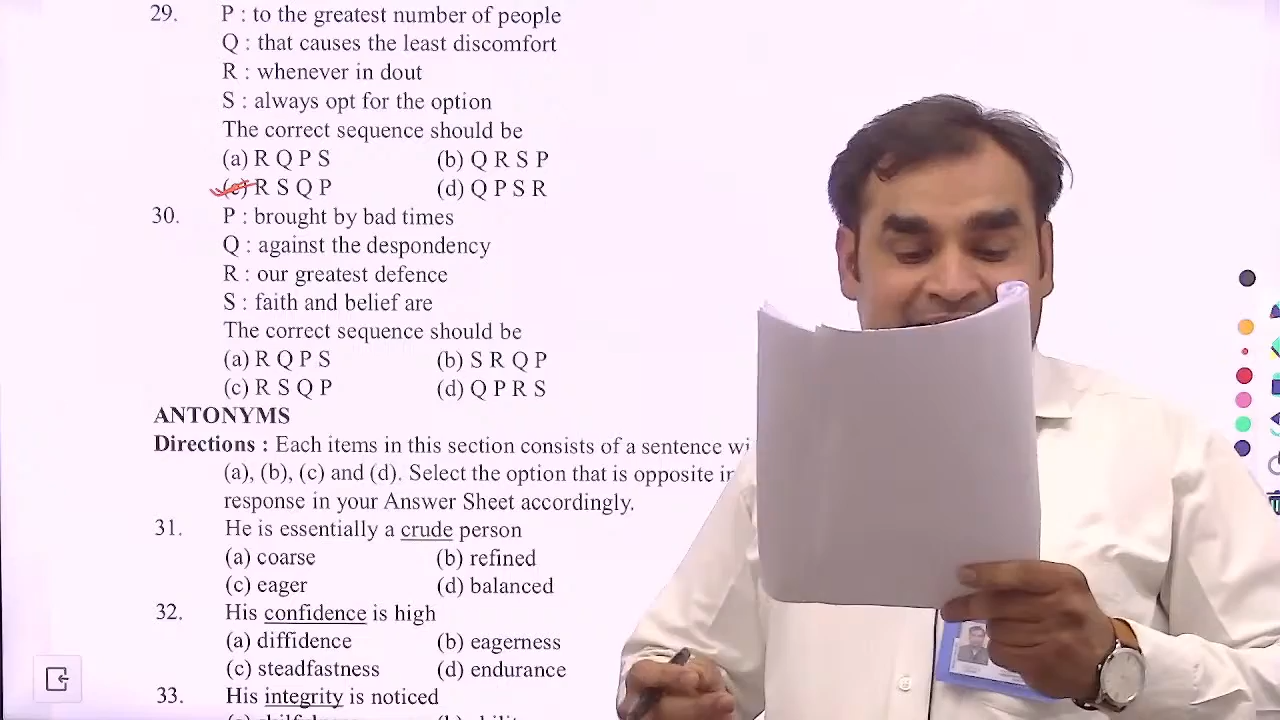 29. P : to the greatest number of people
Q : that causes the least discomfort
R : whenever in dout
S : always opt for the option
The correct sequence should be
(a) R Q P S (b) Q R S P
(c) R S Q P (d) Q P S R
30. P : brought by bad times
Q : against the despondency
R : our greatest defence
S : faith and belief are
The correct sequence should be
(a) R Q P S (b) S R Q P
(c) R S Q P (d) Q P R S
ANTONYMS
Directions : Each items in this section consists of a sentence
(a), (b), (c) and (d). Select the option that is opposite
response in your Answer Sheet accordingly.
31. He is essentially a crude person
(a) coarse (b) refined
(c) eager (d) balanced
32. His confidence is high
(a) diffidence (b) eagerness
(c) steadfastness (d) endurance
33. His integrity is noticed